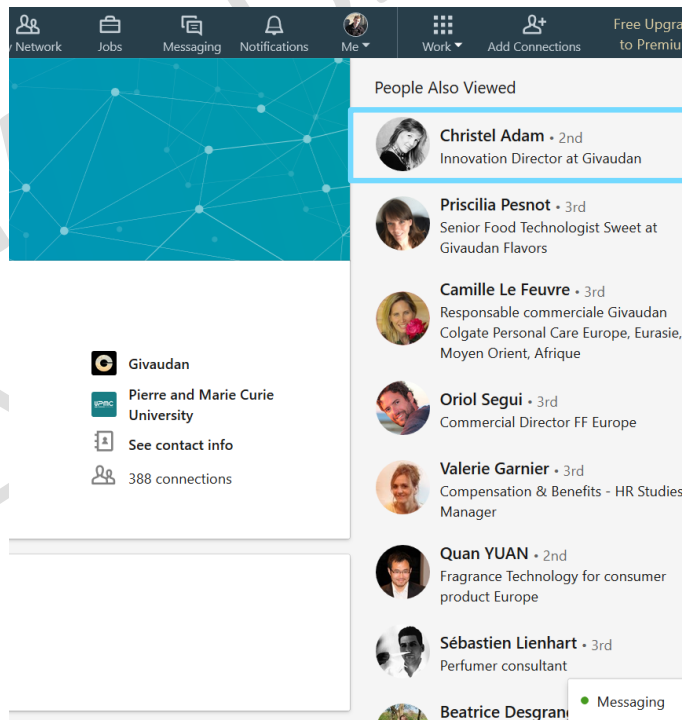 Network
Jobs
Messaging
Notifications
Me
Work
Add Connections
Free
to
People Also Viewed
Christel Adam • 2nd
Innovation Director at Givaudan
Priscilia Pesnot • 3rd
Senior Food Technologist Sweet at
Givaudan Flavors
Camille Le Feuvre • 3rd
Responsable commerciale Givaudan
Colgate Personal Care Europe, Eurasie,
Moyen Orient, Afrique
Oriol Segui • 3rd
Commercial Director FF Europe
Valerie Garnier • 3rd
Compensation & Benefits - HR Studies
Manager
Quan YUAN • 2nd
Fragrance Technology for consumer
product Europe
Sébastien Lienhart • 3rd
Perfumer consultant
Beatrice
Messaging
Givaudan
UPMC
Pierre and Marie Curie
University
See contact info
388 connections